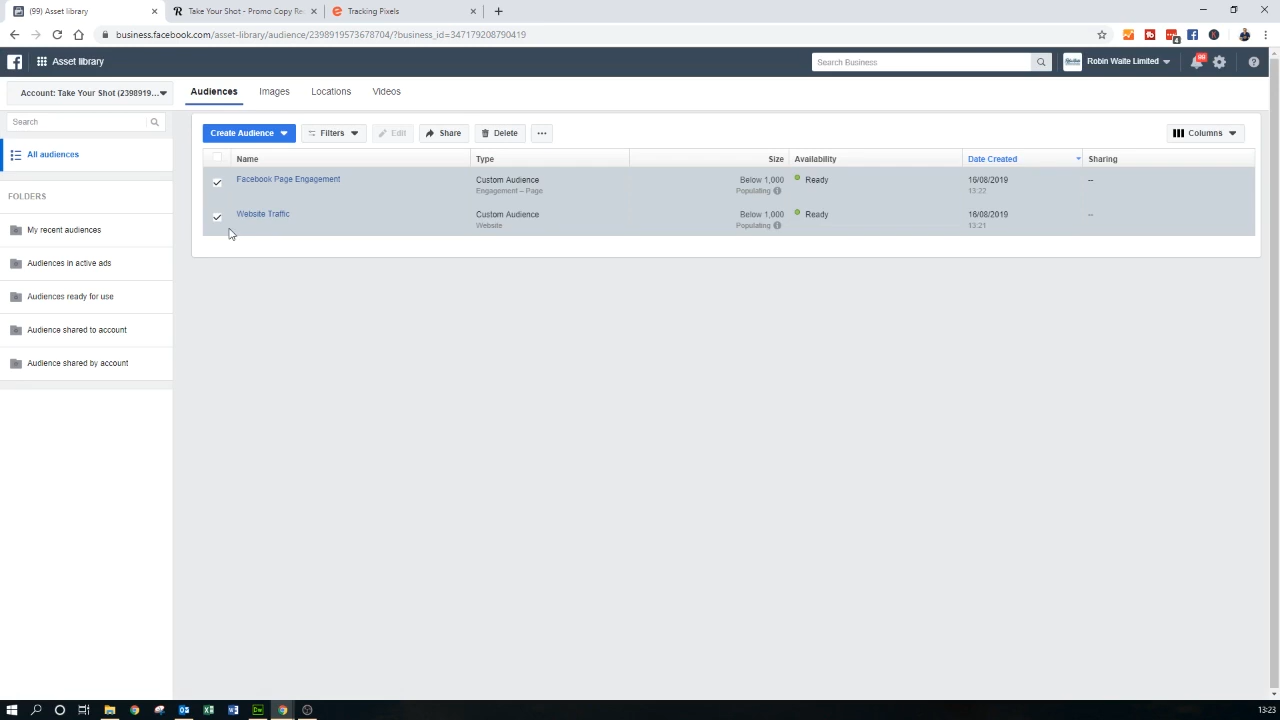 (99) Asset library
Take Your Shot - Promo Copy Re
Tracking Pixels
business.facebook.com/asset-library/audience/2398919573678704/?business_id=347179208790419
Asset library
Search Business
Robin Waite Limited
Account: Take Your Shot (2398919...
Audiences
Images
Locations
Videos
Search
Create Audience
Filters
Edit
Share
Delete
Columns
All audiences
Name
Type
Size
Availability
Date Created
Sharing
Facebook Page Engagement
Custom Audience
Engagement – Page
Below 1,000
Populating
Ready
16/08/2019
13:22
--
FOLDERS
Website Traffic
Custom Audience
Website
Below 1,000
Populating
Ready
16/08/2019
13:21
--
My recent audiences
Audiences in active ads
Audiences ready for use
Audience shared to account
Audience shared by account
13:23